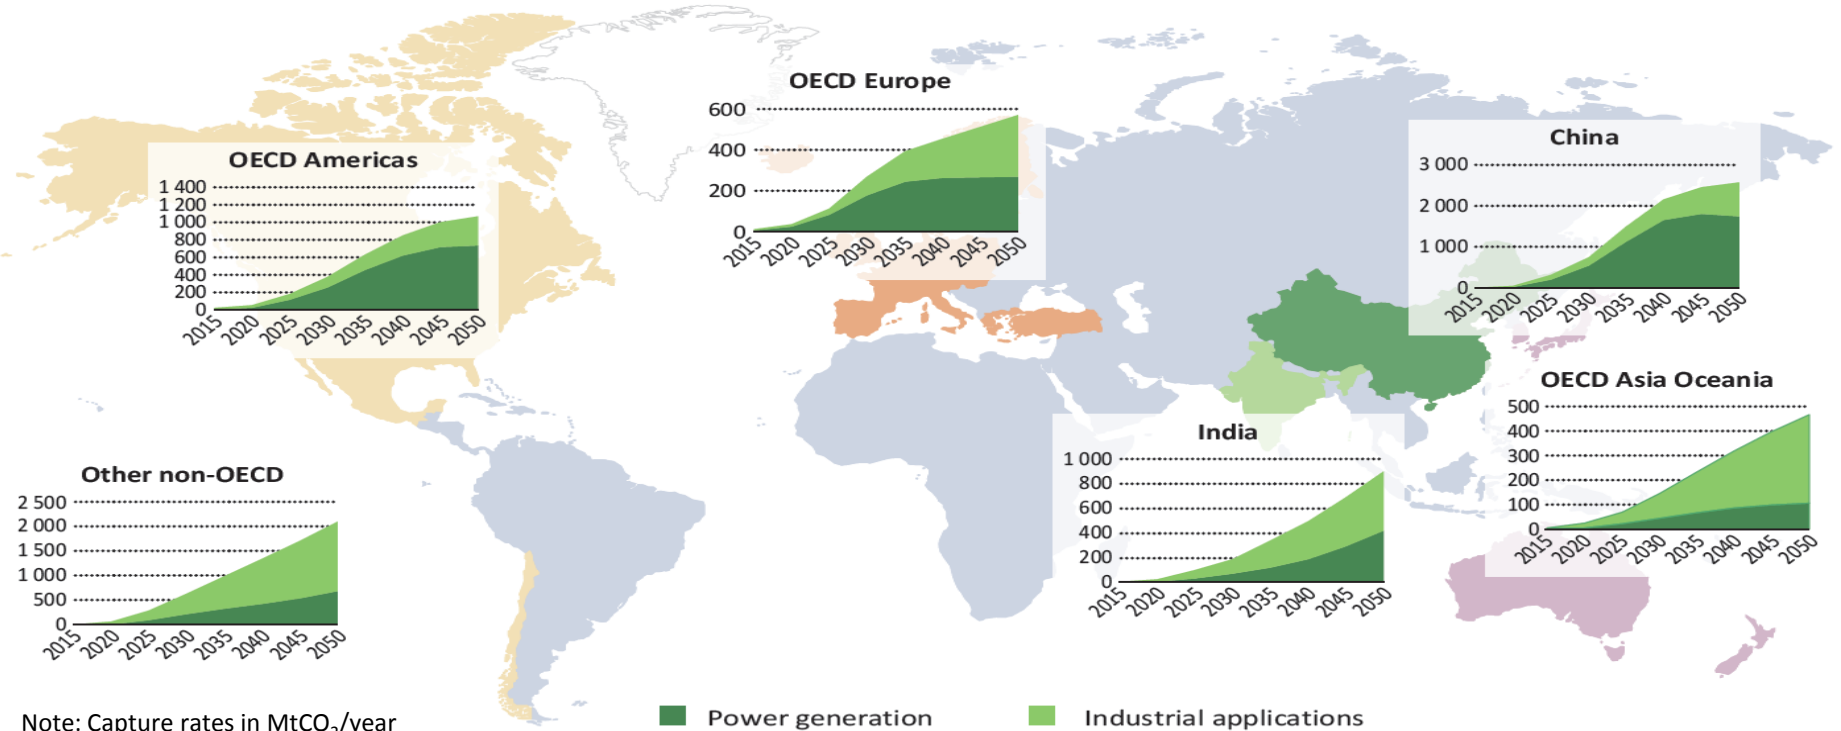 OECD Europe
600
400
200
0
2015 2020 2025 2030 2035 2040 2045 2050
OECD Americas
1 400
1 200
1 000
800
600
400
200
0
2015 2020 2025 2030 2035 2040 2045 2050
China
3 000
2 000
1 000
0
2015 2020 2025 2030 2035 2040 2045 2050
OECD Asia Oceania
500
400
300
200
100
0
2015 2020 2025 2030 2035 2040 2045 2050
India
1 000
800
600
400
200
0
2015 2020 2025 2030 2035 2040 2045 2050
Other non-OECD
2 500
2 000
1 500
1 000
500
0
2015 2020 2025 2030 2035 2040 2045 2050
Power generation
Industrial applications
Note: Capture rates in MtCO₂/year